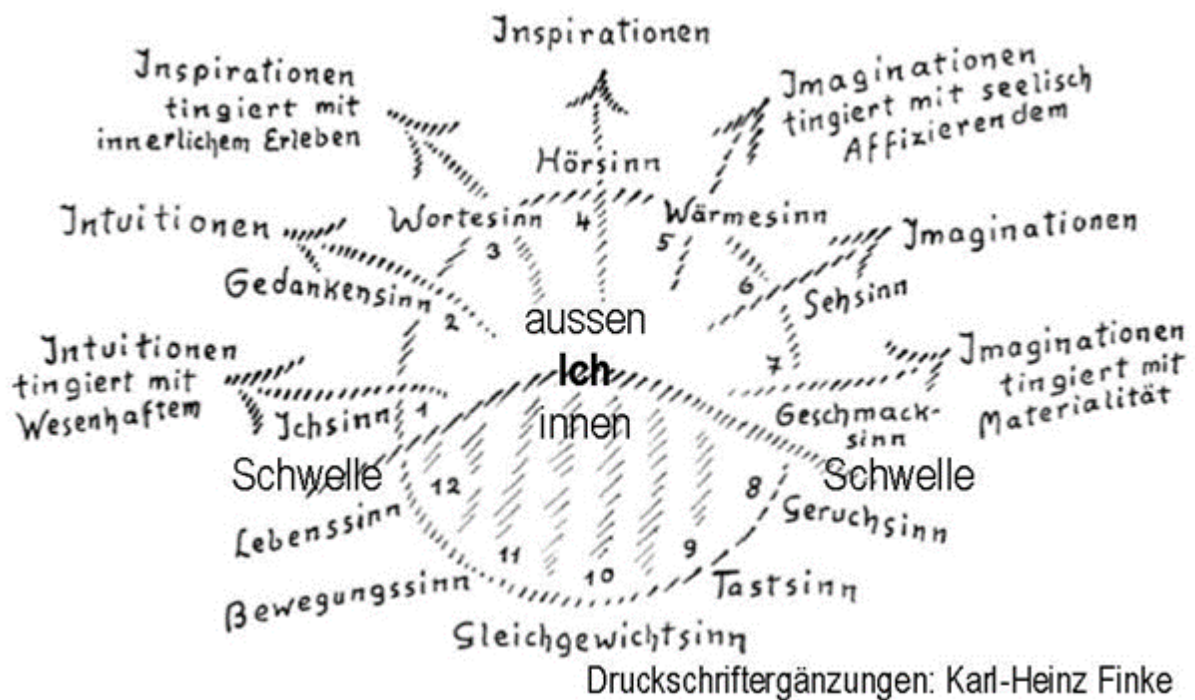 Inspirationen
Inspirationen
tingiert mit
innerlichem Erleben
Imaginationen
tingiert mit seelisch
Affizierendem
Hörsinn
4
Wortesinn
3
Wärmesinn
5
Intuitionen
Gedankensinn
2
Imaginationen
Sehsinn
6
aussen
Ich
innen
Intuitionen
tingiert mit
Wesenhaftem
Ichsinn
1
Imaginationen
tingiert mit
Materialität
7
Geschmack-
sinn
Schwelle
Schwelle
12
Lebenssinn
8
Geruchsinn
11
Bewegungssinn
10
Gleichgewichtsinn
9
Tastsinn
Druckschriftergänzungen: Karl-Heinz Finke